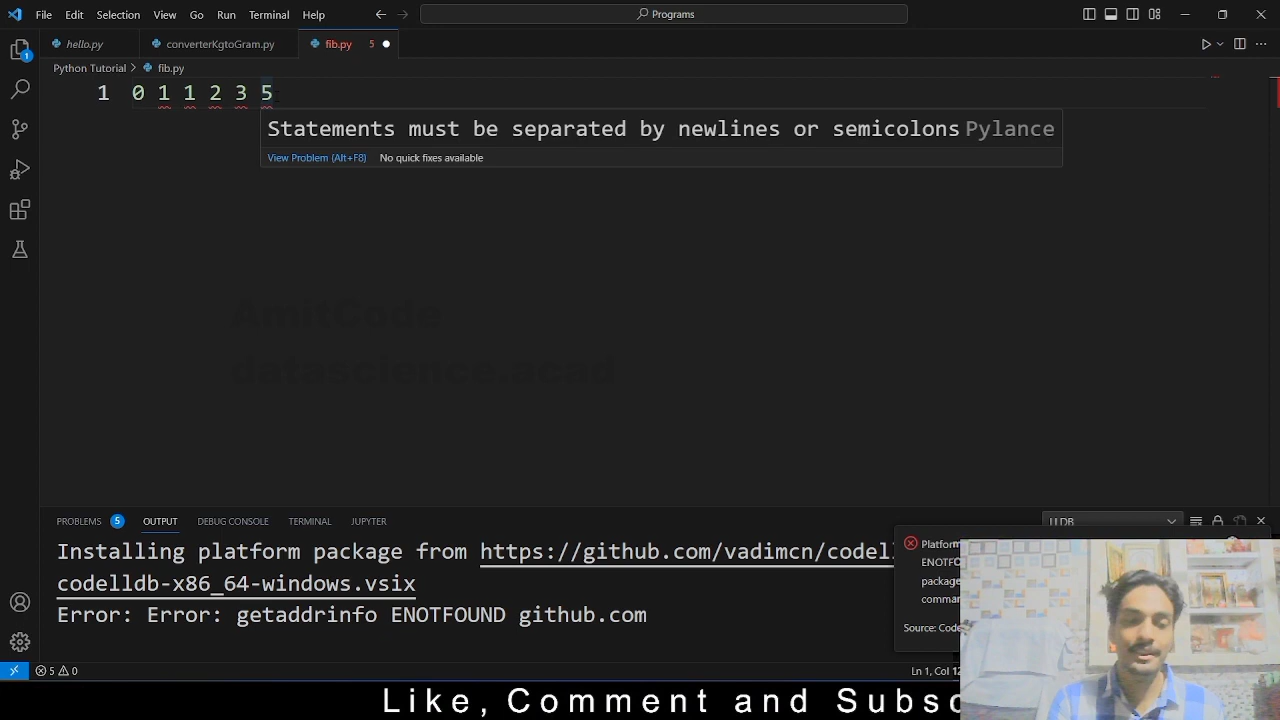 File Edit Selection View Go Run Terminal Help
Programs
hello.py
converterKgtoGram.py
fib.py 5
Python Tutorial > fib.py
1 0 1 1 2 3 5
Statements must be separated by newlines or semicolons Pylance
View Problem (Alt+F8) No quick fixes available
AmitCode
datascience.acad
PROBLEMS 5 OUTPUT DEBUG CONSOLE TERMINAL JUPYTER
LLDB
Installing platform package from https://github.com/vadimcn/codell
codelldb-x86_64-windows.vsix
Error: Error: getaddrinfo ENOTFOUND github.com
Platform
ENOTFO
package
comman
Source: Code
5 0
Ln 1, Col 12
Like, Comment and Subsc